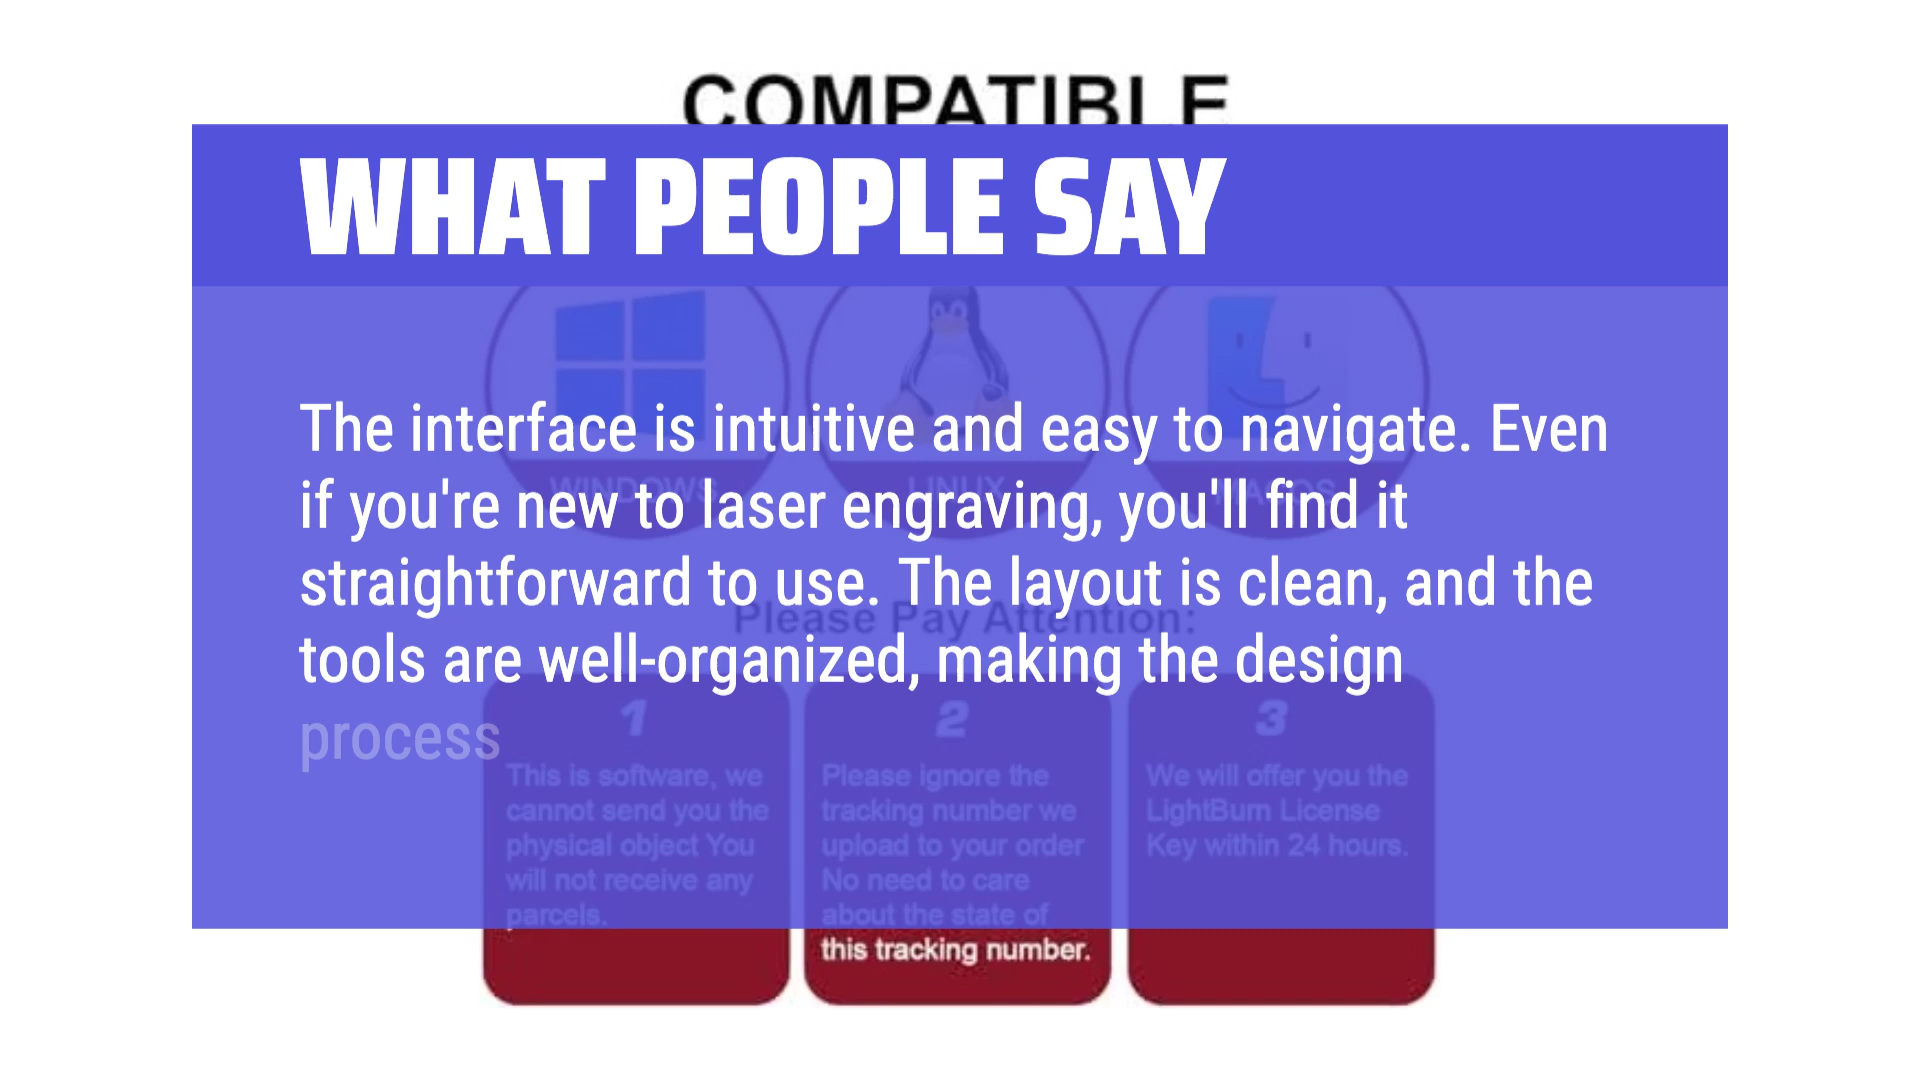 COMPATIBLE
WHAT PEOPLE SAY
The interface is intuitive and easy to navigate. Even
if you're new to laser engraving, you'll find it
straightforward to use. The layout is clean, and the
tools are well-organized, making the design
process
WINDOWS
LINUX
MACOS
Please Pay Attention:
1
This is software, we
cannot send you the
physical object You
will not receive any
parcels.
2
Please ignore the
tracking number we
upload to your order
No need to care
about the state of
this tracking number.
3
We will offer you the
LightBurn License
Key within 24 hours.